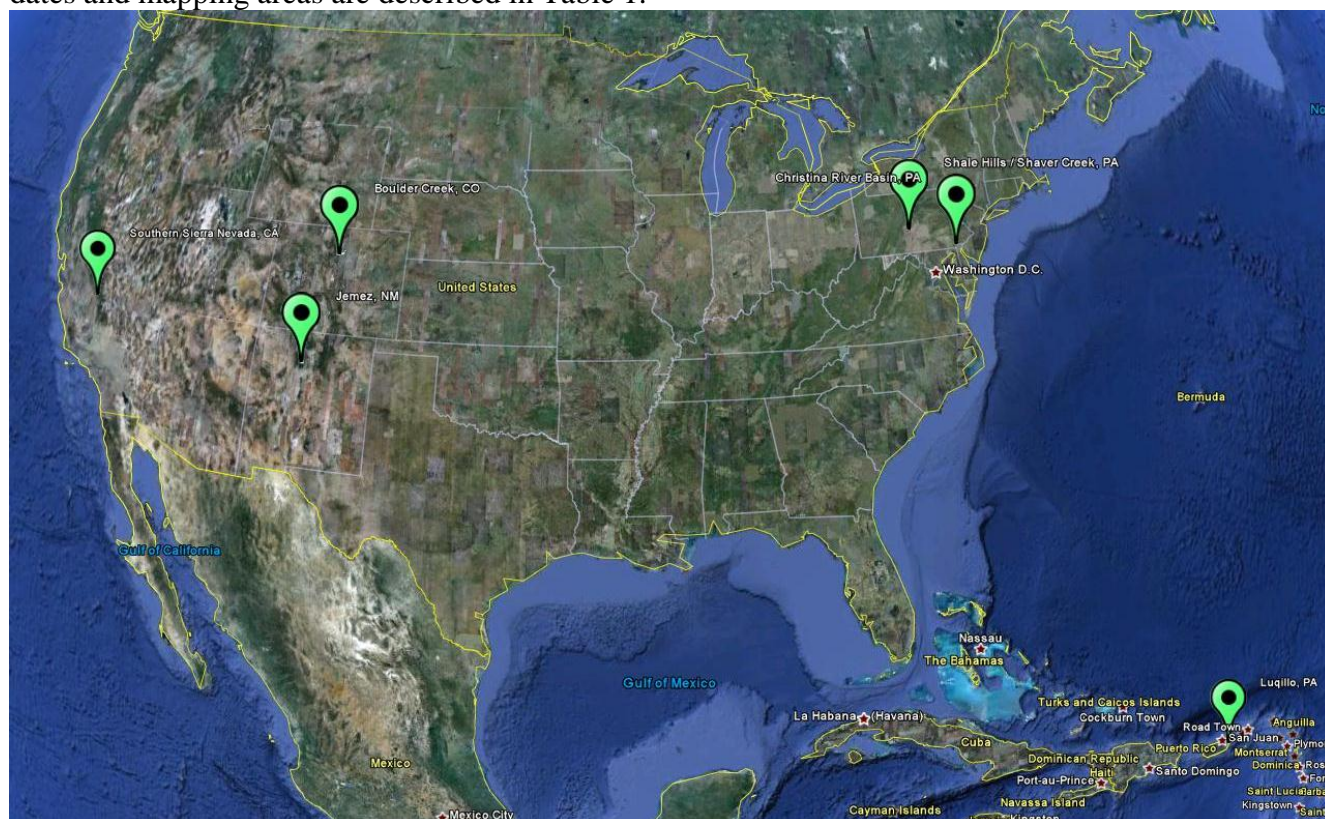 dates and mapping areas are described in Table 1.
Shale Hills / Shaver Creek, PA
Christina River Basin, PA
Boulder Creek, CO
Southern Sierra Nevada, CA
Washington D.C.
United States
Jemez, NM
Bermuda
Gulf of California
Nassau
The Bahamas
Gulf of Mexico
Luqillo, PA
Turks and Caicos Islands
La Habana (Havana)
Cockburn Town
Road Town
Anguilla
San Juan
Cuba
Puerto Rico
Montserrat
Dominican Republic
Mexico
Dominica
Haiti
Santo Domingo
Port-au-Prince
Saint Lucia
Navassa Island
Kingstown
Cayman Islands
Mexico City
Kingston